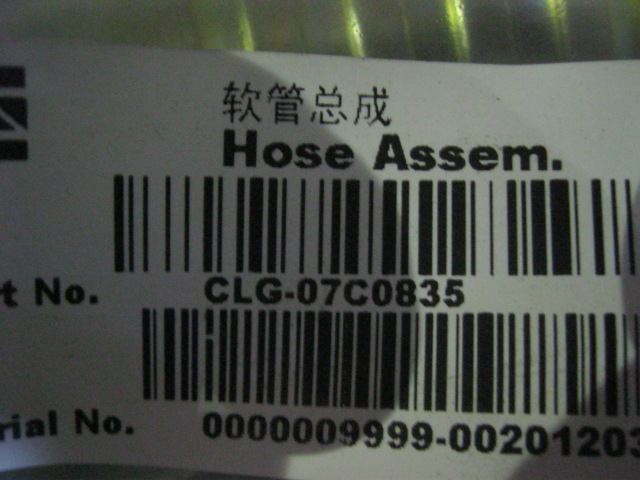 软管总成
Hose Assem.
t No. CLG-07C0835
rial No. 0000009999-00201203